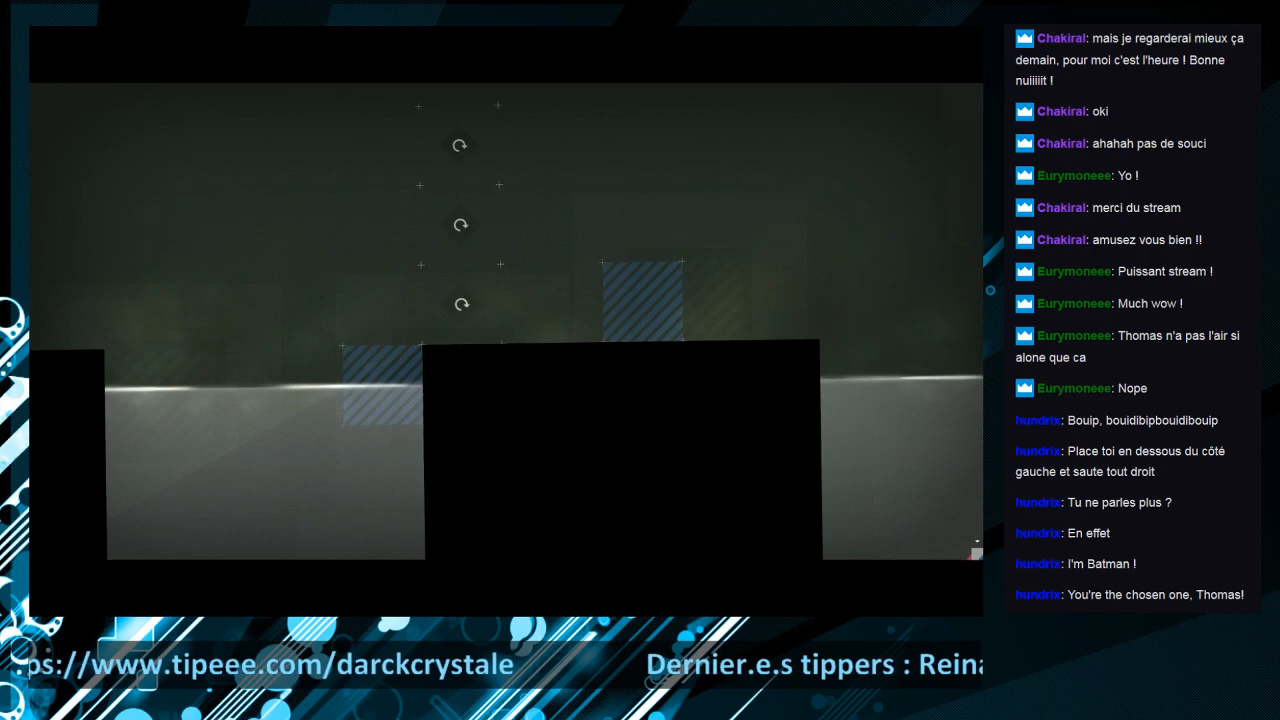 Chakiral: mais je regarderai mieux ça
demain, pour moi c'est l'heure ! Bonne
nuiiiiit !
Chakiral: oki
Chakiral: ahahah pas de souci
Eurymoneee: Yo !
Chakiral: merci du stream
Chakiral: amusez vous bien !!
Eurymoneee: Puissant stream !
Eurymoneee: Much wow !
Eurymoneee: Thomas n'a pas l'air si
alone que ca
Eurymoneee: Nope
hundrix: Bouip, bouidibipbouidibouip
hundrix: Place toi en dessous du côté
gauche et saute tout droit
hundrix: Tu ne parles plus ?
hundrix: En effet
hundrix: I'm Batman !
hundrix: You're the chosen one, Thomas!
ps://www.tipeee.com/darckcrystale Dernier.e.s tippers : Reina